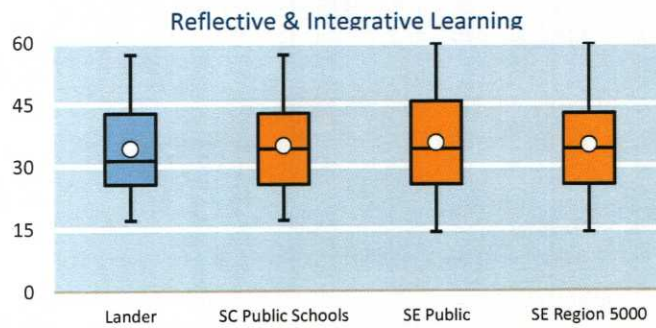 Reflective & Integrative Learning
60
45
30
15
0
Lander
SC Public Schools
SE Public
SE Region 5000